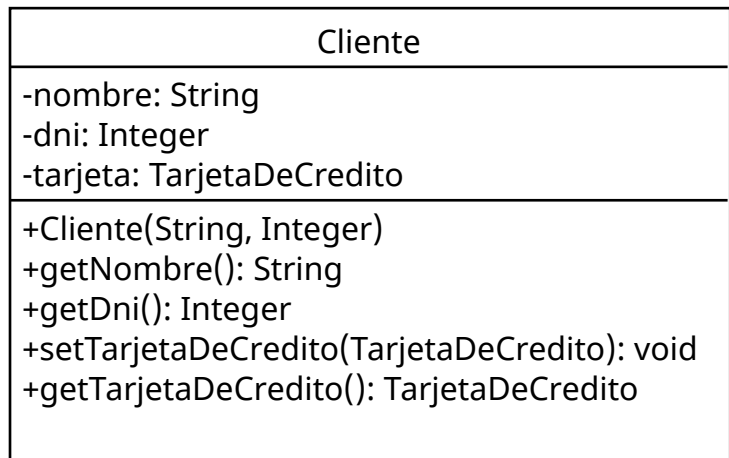 Cliente
-nombre: String
-dni: Integer
-tarjeta: TarjetaDeCredito
+Cliente(String, Integer)
+getNombre(): String
+getDni(): Integer
+setTarjetaDeCredito(TarjetaDeCredito): void
+getTarjetaDeCredito(): TarjetaDeCredito